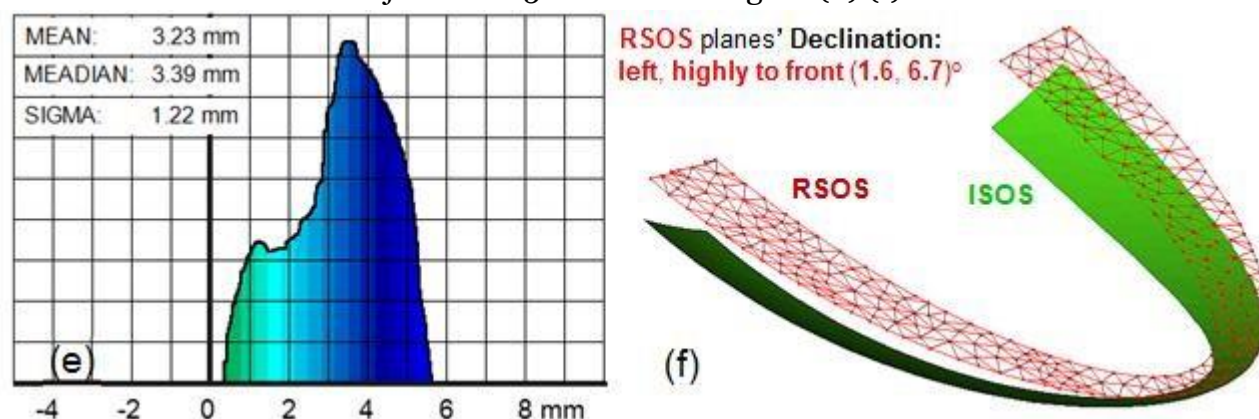 MEAN: 3.23 mm
MEADIAN: 3.39 mm
SIGMA: 1.22 mm
(e)
-4 -2 0 2 4 6 8 mm
RSOS planes' Declination:
left, highly to front (1.6, 6.7)°
RSOS
ISOS
(f)